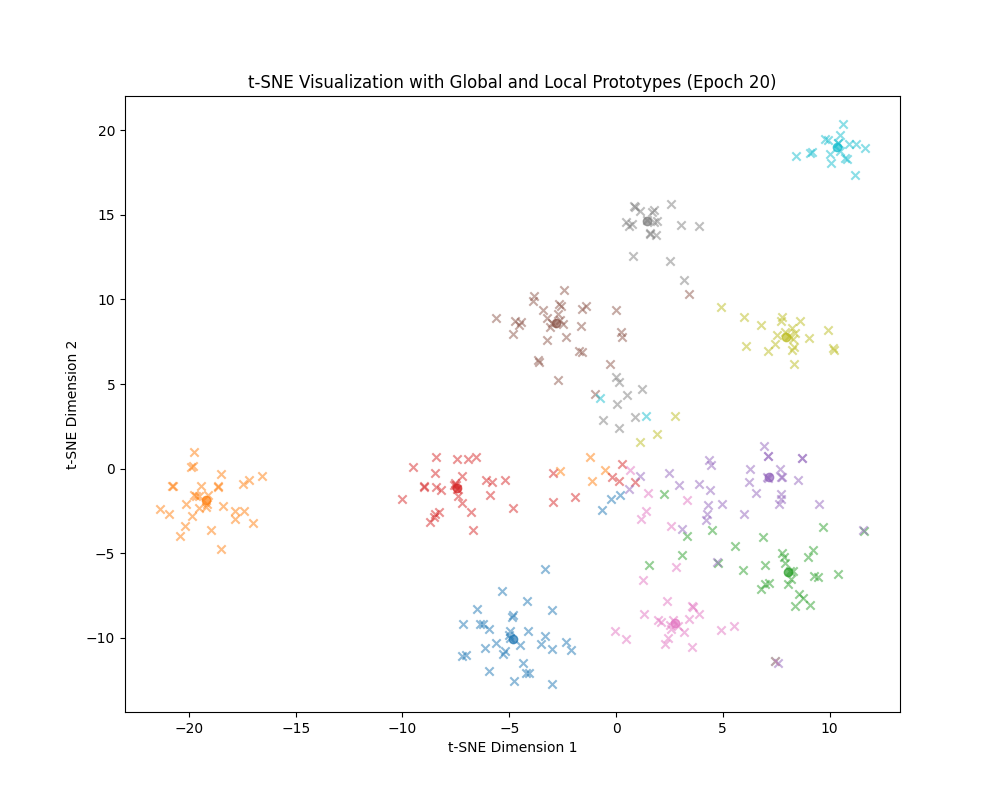 t-SNE Visualization with Global and Local Prototypes (Epoch 20)
20
15
10
5
0
−5
−10
t-SNE Dimension 2
−20 −15 −10 −5 0 5 10
t-SNE Dimension 1